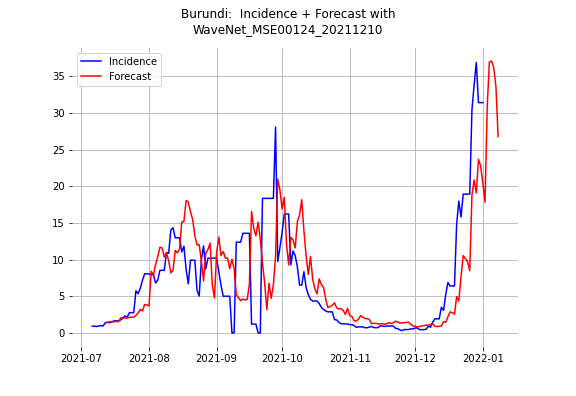 Burundi:  Incidence + Forecast with
WaveNet_MSE00124_20211210
Incidence
Forecast
35
30
25
20
15
10
5
0
2021-07 2021-08 2021-09 2021-10 2021-11 2021-12 2022-01